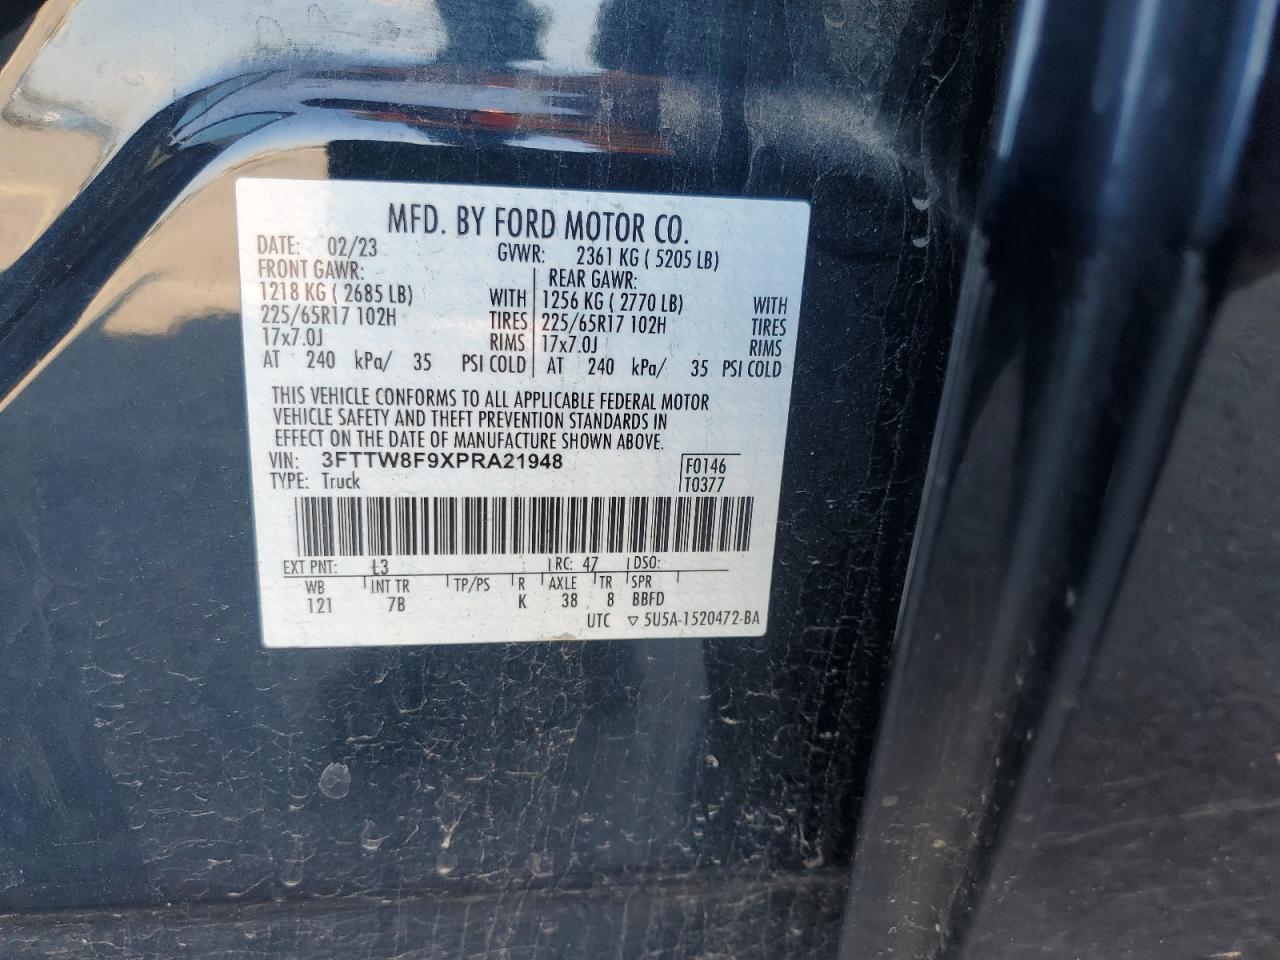 MFD. BY FORD MOTOR CO.
DATE: 02/23 GVWR: 2361 KG ( 5205 LB)
FRONT GAWR: REAR GAWR:
1218 KG ( 2685 LB) WITH 1256 KG ( 2770 LB) WITH
225/65R17 102H TIRES 225/65R17 102H TIRES
17x7.0J RIMS 17x7.0J RIMS
AT 240 kPa/ 35 PSI COLD AT 240 kPa/ 35 PSI COLD
THIS VEHICLE CONFORMS TO ALL APPLICABLE FEDERAL MOTOR
VEHICLE SAFETY AND THEFT PREVENTION STANDARDS IN
EFFECT ON THE DATE OF MANUFACTURE SHOWN ABOVE.
VIN: 3FTTW8F9XPRA21948 F0146
TYPE: Truck T0377
EXT PNT: L3 RC: 47 DSO:
WB INT TR TP/PS R AXLE TR SPR
121 7B K 38 8 BBFD
UTC ▽ 5U5A-1520472-BA